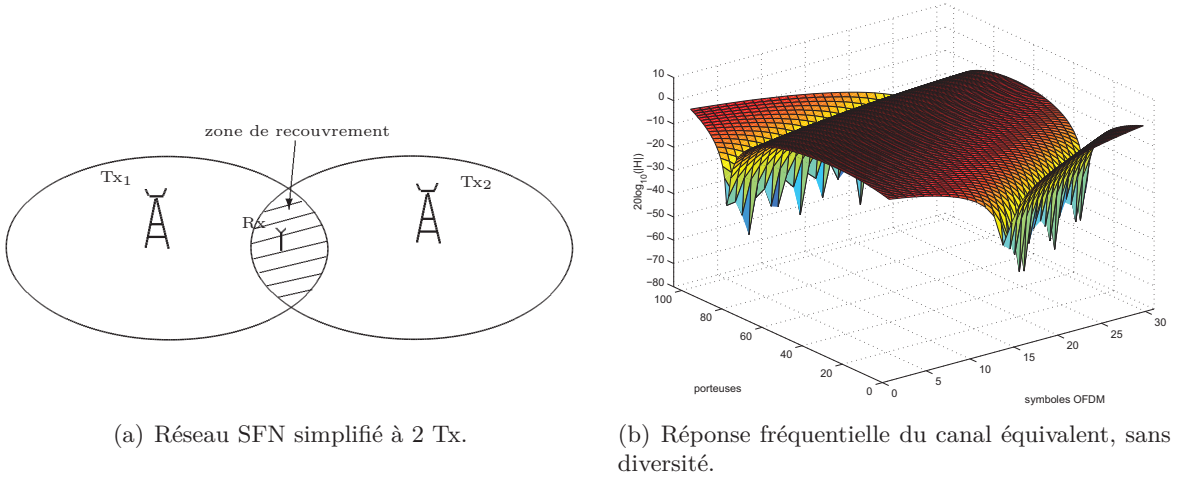 zone de recouvrement
Tx1
Tx2
Rx
(a) Réseau SFN simplifié à 2 Tx.
10
0
−10
−20
−30
−40
−50
−60
−70
−80
20log10(|H|)
100
80
60
40
20
0
porteuses
0
5
10
15
20
25
30
symboles OFDM
(b) Réponse fréquentielle du canal équivalent, sans
diversité.